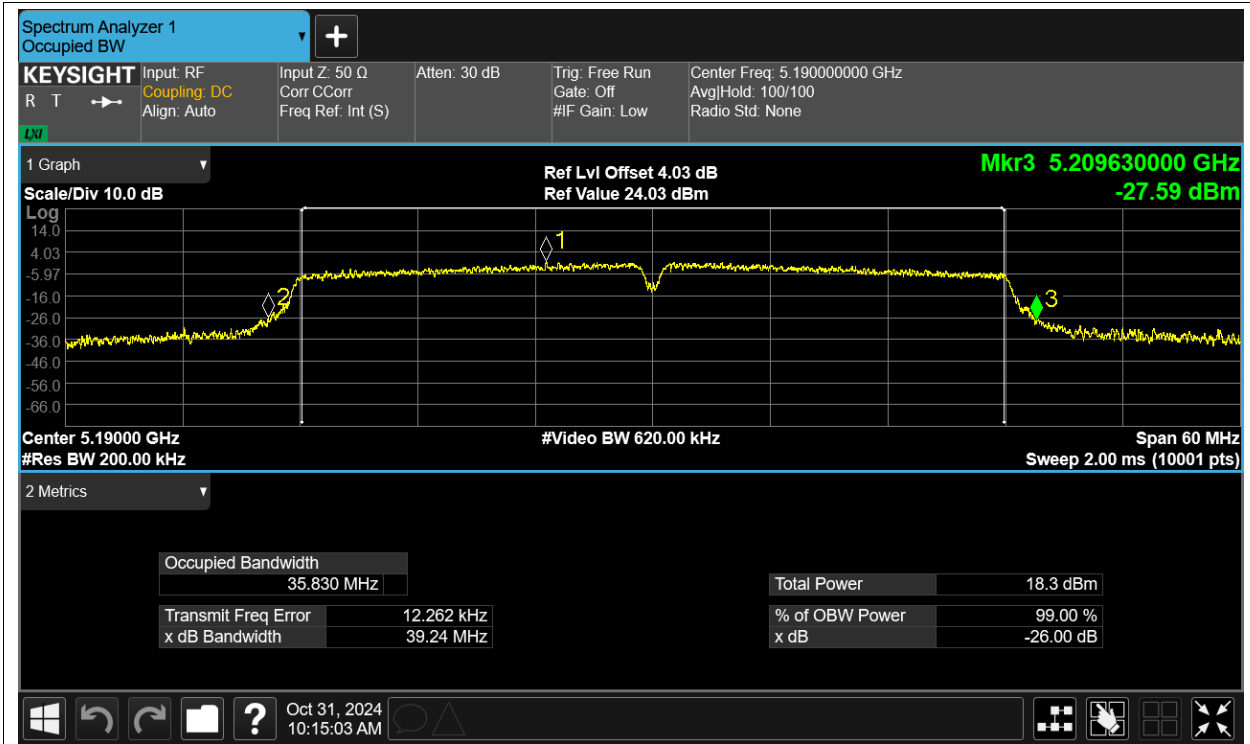 Spectrum Analyzer 1
Occupied BW
KEYSIGHT
R T
LXI
Input: RF
Coupling: DC
Align: Auto
Input Z: 50 Ω
Corr CCorr
Freq Ref: Int (S)
Atten: 30 dB
Trig: Free Run
Gate: Off
#IF Gain: Low
Center Freq: 5.190000000 GHz
Avg|Hold: 100/100
Radio Std: None
1 Graph
Scale/Div 10.0 dB
Ref Lvl Offset 4.03 dB
Ref Value 24.03 dBm
Mkr3 5.209630000 GHz
-27.59 dBm
Log
14.0
4.03
-5.97
-16.0
-26.0
-36.0
-46.0
-56.0
-66.0
1
2
3
Center 5.19000 GHz
#Res BW 200.00 kHz
#Video BW 620.00 kHz
Span 60 MHz
Sweep 2.00 ms (10001 pts)
2 Metrics
Occupied Bandwidth
35.830 MHz
Transmit Freq Error 12.262 kHz
x dB Bandwidth 39.24 MHz
Total Power 18.3 dBm
% of OBW Power 99.00 %
x dB -26.00 dB
?
Oct 31, 2024
10:15:03 AM